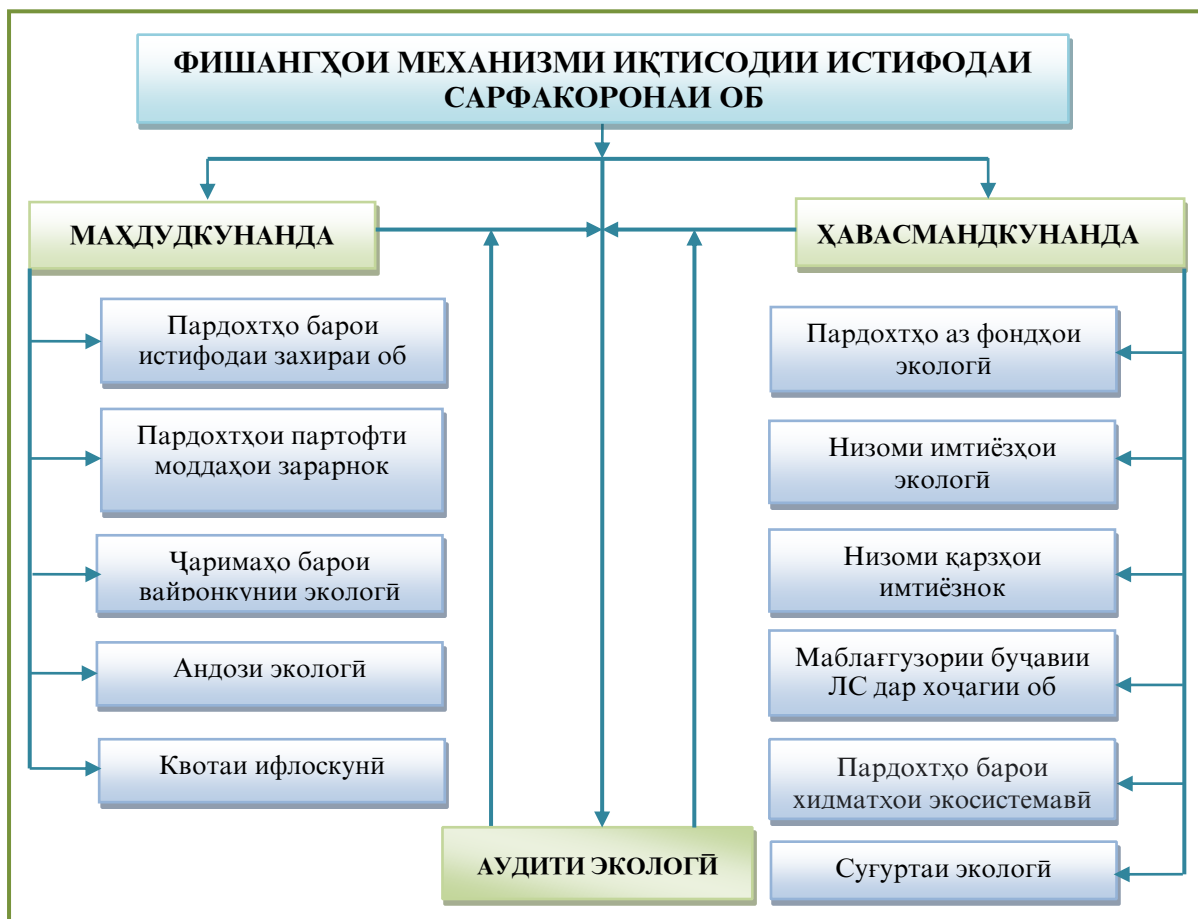 ФИШАНГҲОИ МЕХАНИЗМИ ИҚТИСОДИИ ИСТИФОДАИ
САРФАКОРОНАИ ОБ
МАҲДУДКУНАНДА
ҲАВАСМАНДКУНАНДА
Пардохтҳо барои
истифодаи захираи об
Пардохтҳои партофти
моддаҳои зарарнок
Ҷаримаҳо барои
вайронкунии экологӣ
Андози экологӣ
Квотаи ифлоскунӣ
Пардохтҳо аз фондҳои
экологӣ
Низоми имтиёзҳои
экологӣ
Низоми қарзҳои
имтиёзнок
Маблағгузории буҷавии
ЛС дар хоҷагии об
Пардохтҳо барои
хидматҳои экосистемавӣ
Суғуртаи экологӣ
АУДИТИ ЭКОЛОГӢ